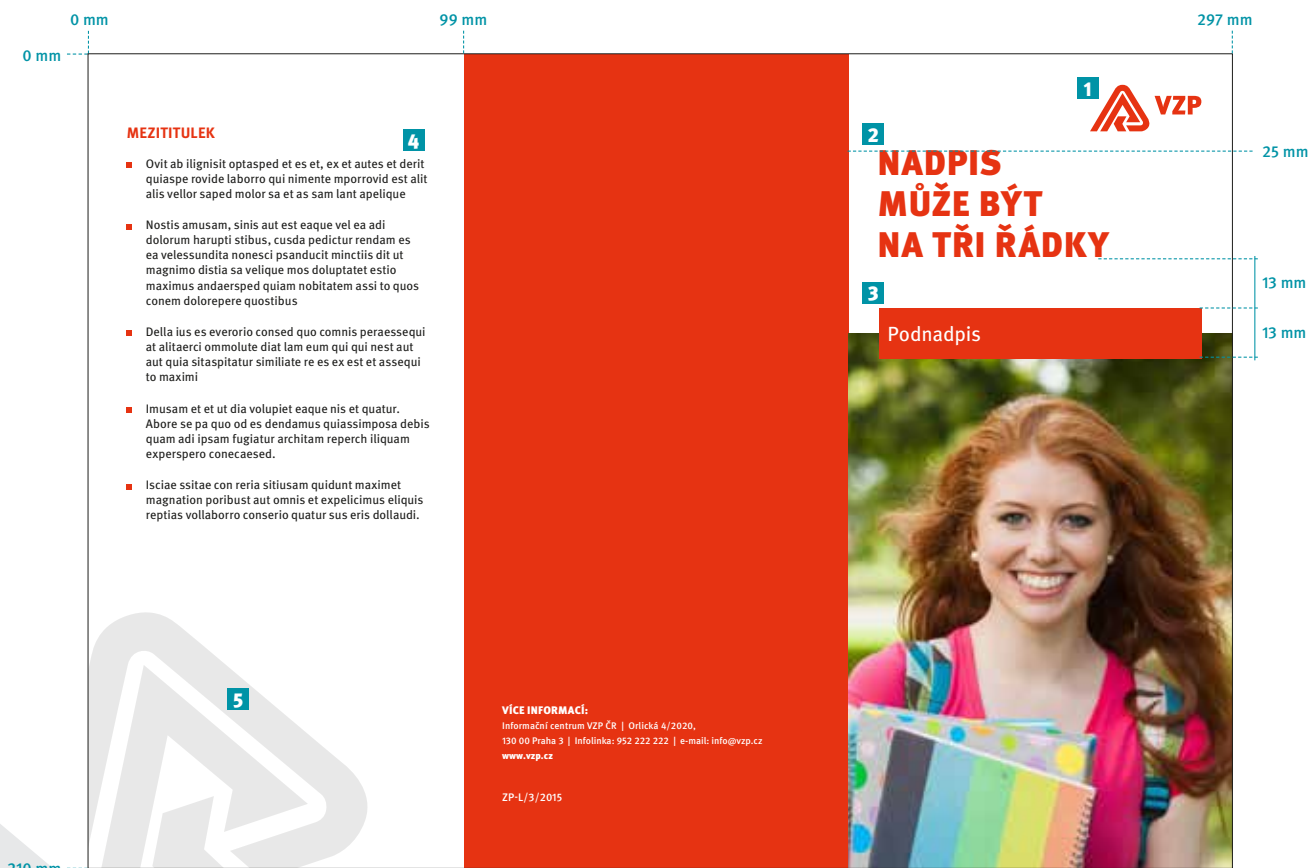 0 mm
99 mm
297 mm
0 mm
MEZITITULEK
4
Ovit ab ilignisit optasped et es et, ex et autes et derit
quiaspe rovide laborro qui nimente mporrovid est alit
alis vellor saped molor sa et as sam lant apelique
Nostis amusam, sinis aut est eaque vel ea adi
dolorum harupti stibus, cusda pedictur rendam es
ea velessundita nonesci psanducit minctiis dit ut
magnimo distia sa velique mos doluptatet estio
maximus andaersped quiam nobitatem assi to quos
conem dolorepere quostibus
Della ius es everorio consed quo comnis peraessequi
at alitaerci ommolute diat lam eum qui qui nest aut
aut quia sitaspitatur similiate re es ex est et assequi
to maximi
Imusam et et ut dia volupiet eaque nis et quatur.
Abore se pa quo od es dendamus quiassimposa debis
quam adi ipsam fugiatur architam reperch iliquam
experspero conecaesed.
Isciae ssitae con reria sitiusam quidunt maximet
magnation poribust aut omnis et expelicimus eliquis
reptias vollaborro conserio quatur sus eris dollaudi.
5
210 mm
VÍCE INFORMACÍ:
Informační centrum VZP ČR | Orlická 4/2020,
130 00 Praha 3 | Infolinka: 952 222 222 | e-mail: info@vzp.cz
www.vzp.cz
ZP-L/3/2015
1
VZP
2
25 mm
NADPIS
MŮŽE BÝT
NA TŘI ŘÁDKY
13 mm
3
Podnadpis
13 mm